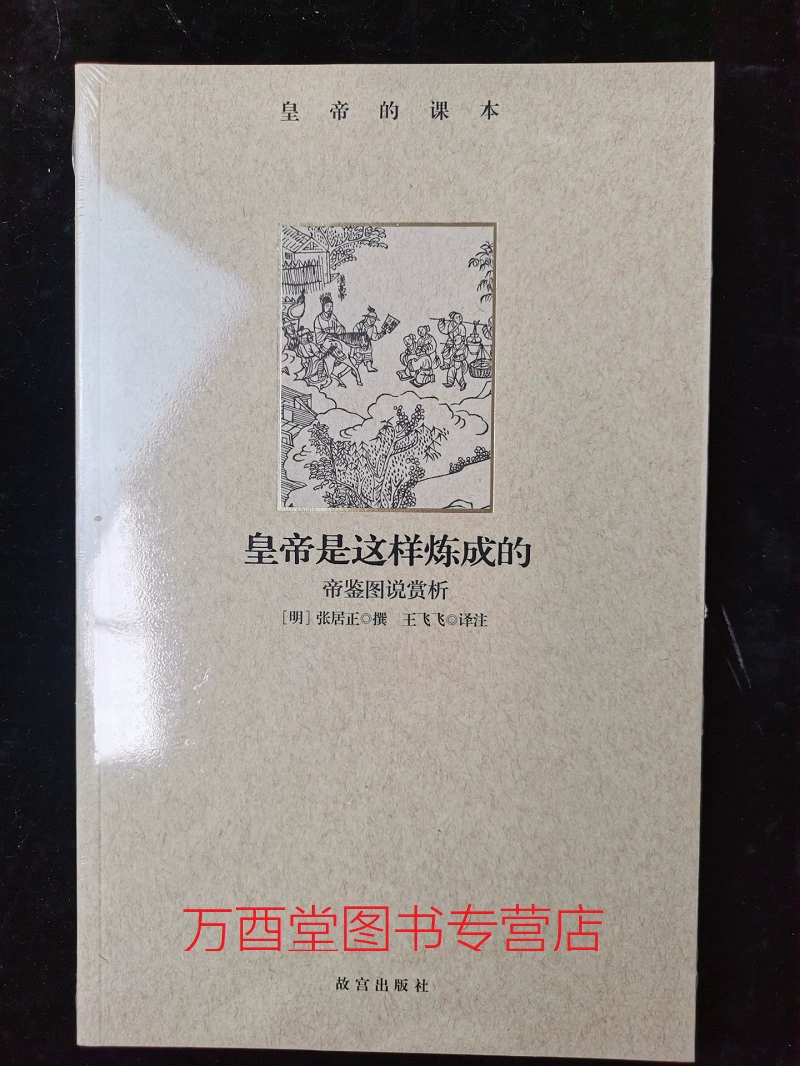 皇帝的课本
皇帝是这样炼成的
帝鉴图说赏析
[明]张居正◎撰 王飞飞◎译注
万酉堂图书专营店
故宫出版社